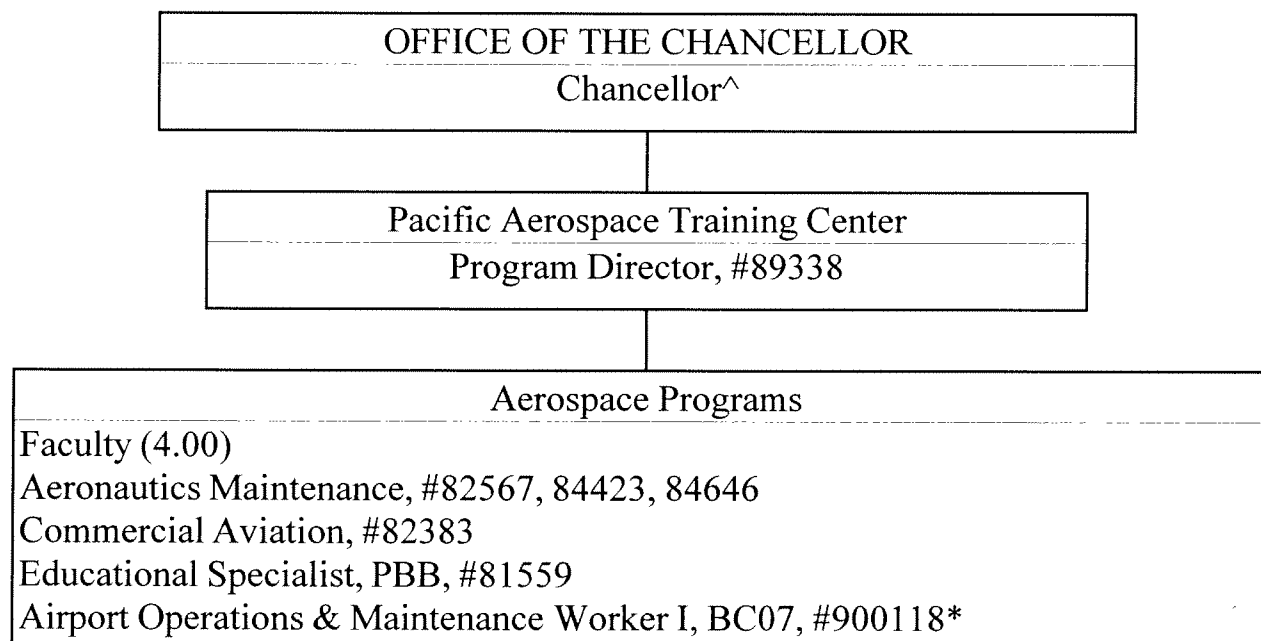 OFFICE OF THE CHANCELLOR
Chancellor^
Pacific Aerospace Training Center
Program Director, #89338
Aerospace Programs
Faculty (4.00)
Aeronautics Maintenance, #82567, 84423, 84646
Commercial Aviation, #82383
Educational Specialist, PBB, #81559
Airport Operations & Maintenance Worker I, BC07, #900118*